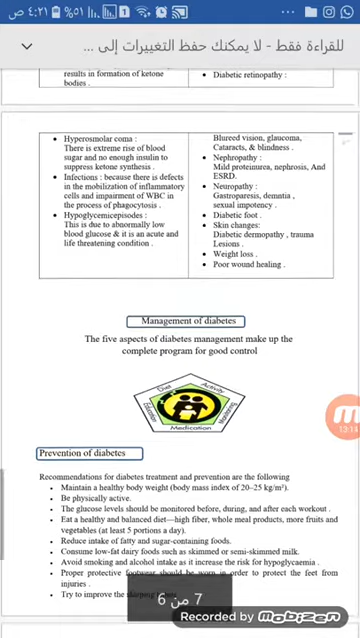 ٤:٢١ ص
%٥١
للقراءة فقط - لا يمكنك حفظ التغييرات إلى ...
results in formation of ketone
bodies .
• Diabetic retinopathy :
• Hyperosmolar coma :
There is extreme rise of blood
sugar and no enough insulin to
suppress ketone synthesis .
• Infections : because there is defects
in the mobilization of inflammatory
cells and impairment of WBC in
the process of phagocytosis .
• Hypoglycemicepisodes :
This is due to abnormally low
blood glucose & it is an acute and
life threatening condition .
Blureed vision, glaucoma,
Cataracts, & blindness .
• Nephropathy :
Mild proteinurea, nephrosis, And
ESRD.
• Neuropathy :
Gastroparesis, demntia ,
sexual impotency .
• Diabetic foot .
• Skin changes:
Diabetic dermopathy , trauma
Lesions .
• Weight loss .
• Poor wound healing .
Management of diabetes
The five aspects of diabetes management make up the
complete program for good control
Diet
Activity
Education
Monitoring
Medication
13:14
Prevention of diabetes
Recommendations for diabetes treatment and prevention are the following
• Maintain a healthy body weight (body mass index of 20–25 kg/m²).
• Be physically active.
• The glucose levels should be monitored before, during, and after each workout .
• Eat a healthy and balanced diet—high fiber, whole meal products, more fruits and
vegetables (at least 5 portions a day).
• Reduce intake of fatty and sugar-containing foods.
• Consume low-fat dairy foods such as skimmed or semi-skimmed milk.
• Avoid smoking and alcohol intake as it increase the risk for hypoglycaemia .
• Proper protective footwear should be worn in order to protect the feet from
injuries .
• Try to improve the
7 من 6
Recorded by Mobizen